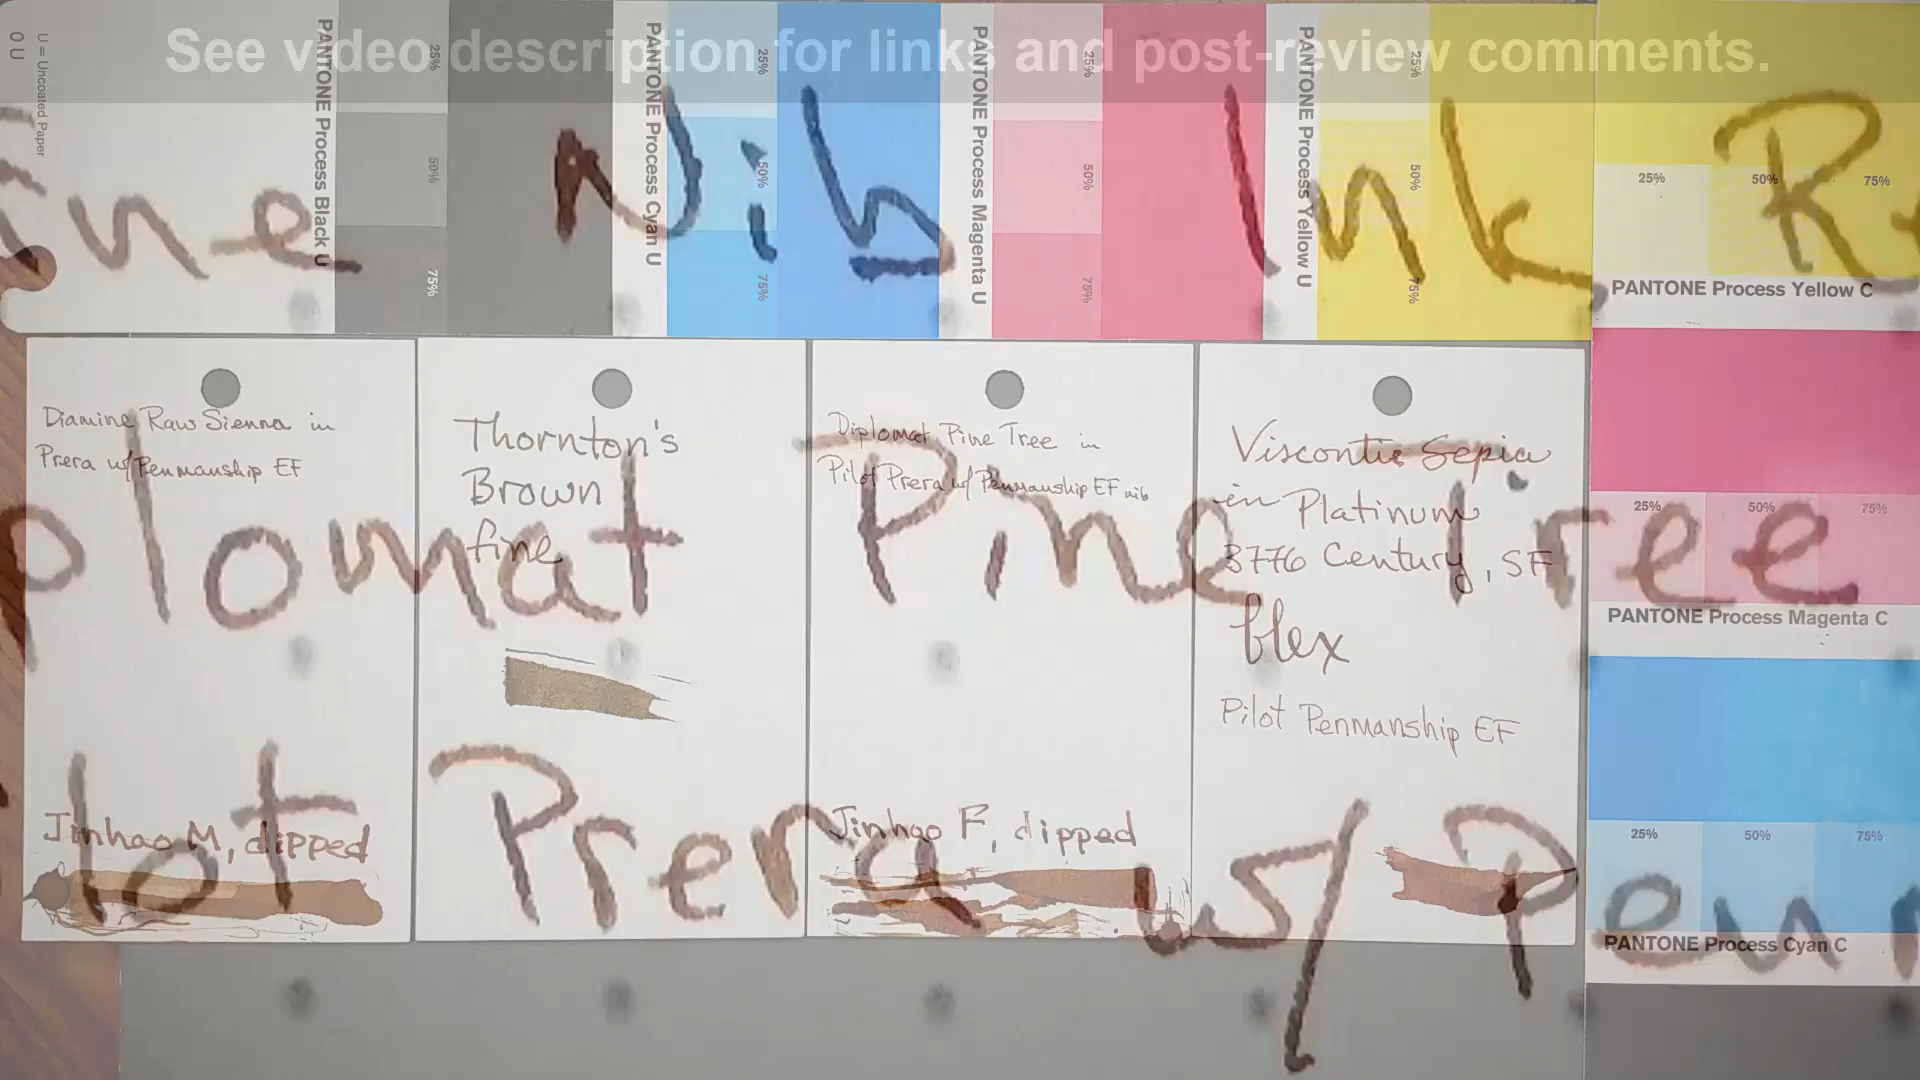 See video description for links and post-review comments.
U = Uncoated Paper
0 U
PANTONE Process Black U
25%
50%
75%
PANTONE Process Cyan U
25%
50%
75%
PANTONE Process Magenta U
25%
50%
75%
PANTONE Process Yellow U
25%
50%
75%
25% 50% 75%
PANTONE Process Yellow C
25% 50% 75%
PANTONE Process Magenta C
25% 50% 75%
PANTONE Process Cyan C
ine Nib Ink R
plomat Pine Tree
lot Prera w/ Pen
Diamine Raw Sienna in
Prera w/ Penmanship EF
Jinhao M, dipped
Thornton's
Brown
fine
Diplomat Pine Tree in
Pilot Prera w/ Penmanship EF nib
Jinhao F, dipped
Visconti Sepia
in Platinum
3776 Century, SF
flex
Pilot Penmanship EF